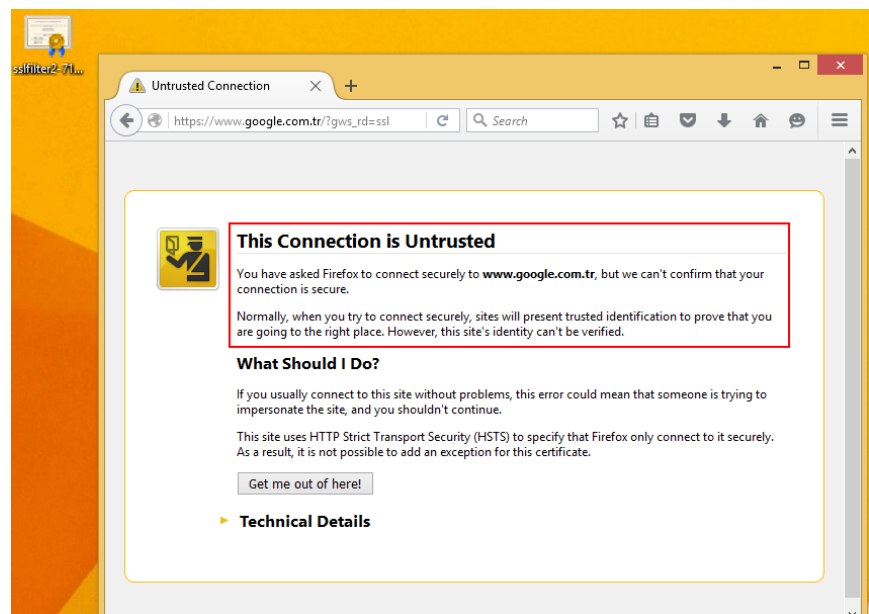 sslfilter2-71...
Untrusted Connection
https://www.google.com.tr/?gws_rd=ssl
Search
This Connection is Untrusted
You have asked Firefox to connect securely to www.google.com.tr, but we can't confirm that your
connection is secure.
Normally, when you try to connect securely, sites will present trusted identification to prove that you
are going to the right place. However, this site's identity can't be verified.
What Should I Do?
If you usually connect to this site without problems, this error could mean that someone is trying to
impersonate the site, and you shouldn't continue.
This site uses HTTP Strict Transport Security (HSTS) to specify that Firefox only connect to it securely.
As a result, it is not possible to add an exception for this certificate.
Get me out of here!
Technical Details